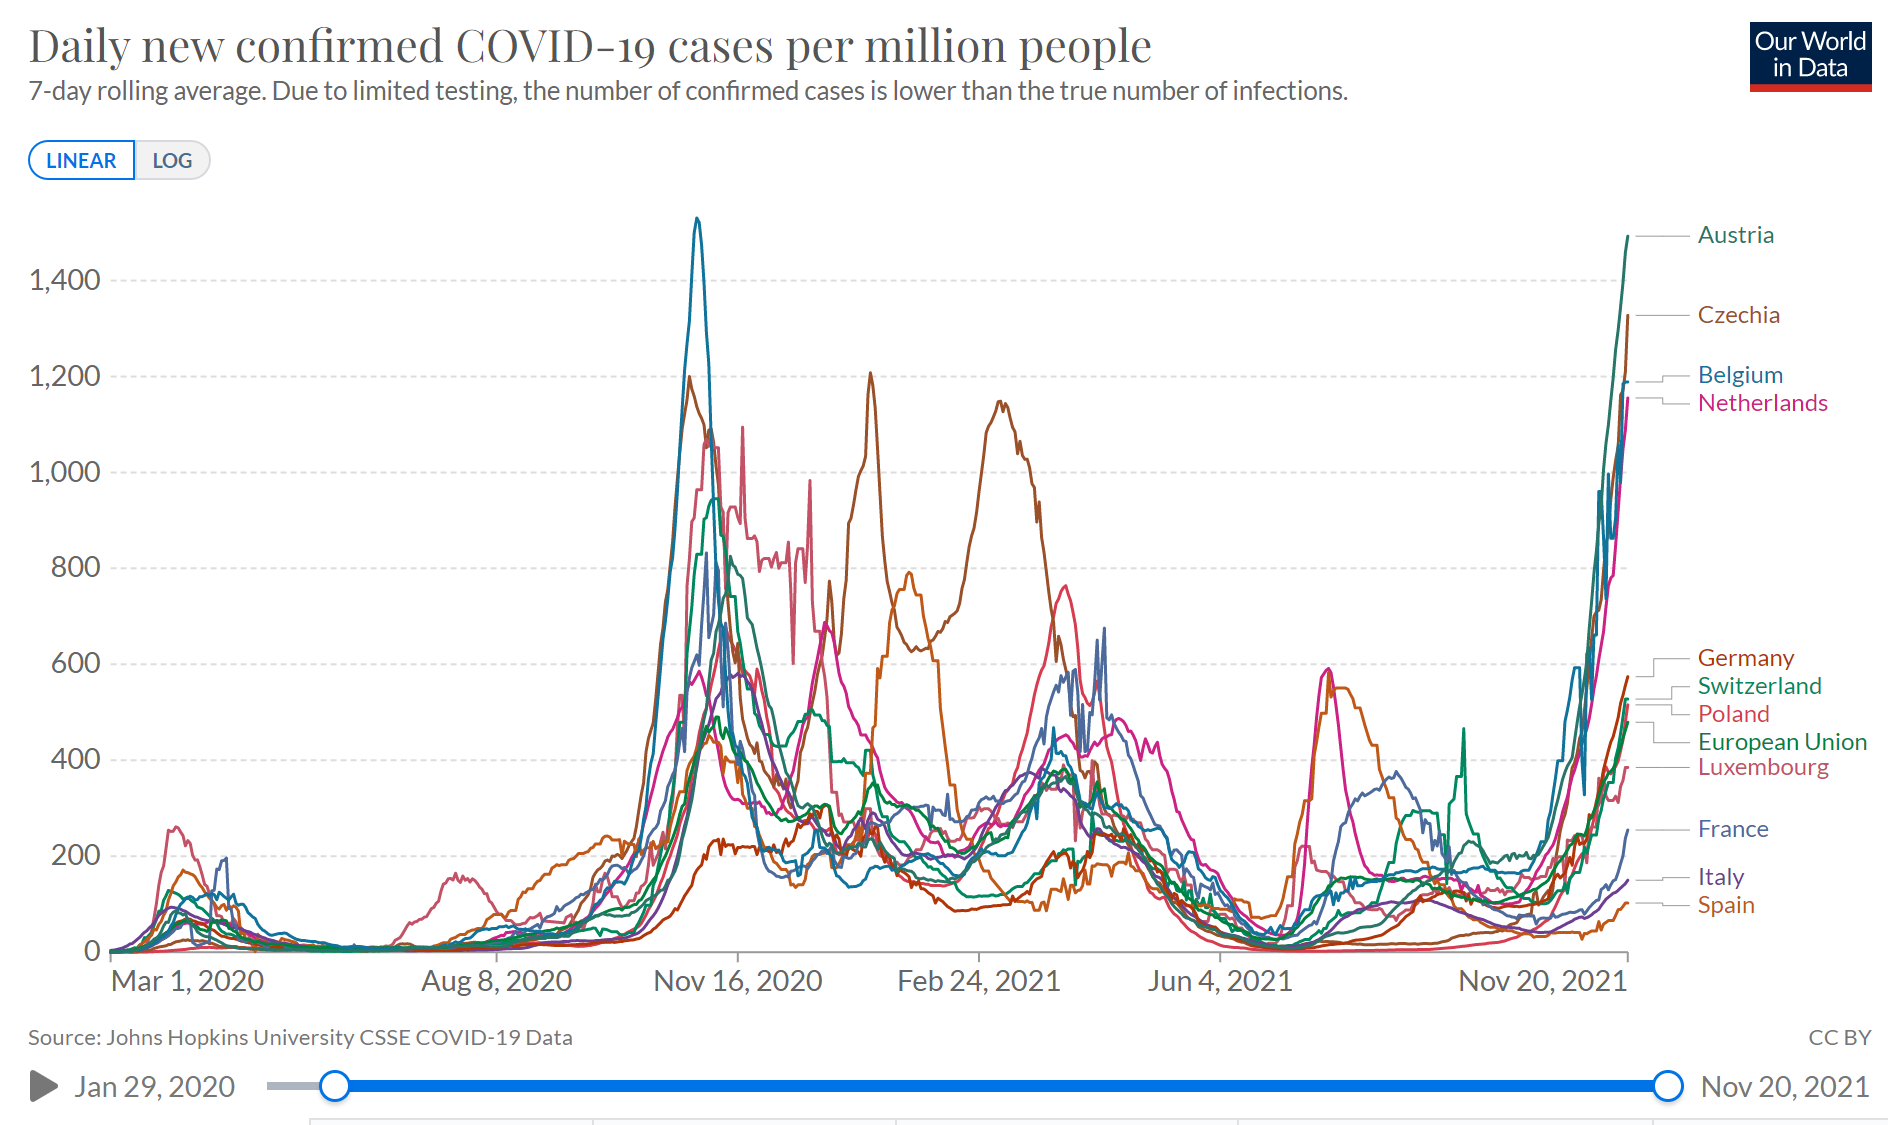 Daily new confirmed COVID-19 cases per million people
7-day rolling average. Due to limited testing, the number of confirmed cases is lower than the true number of infections.
Our World
in Data
LINEAR
LOG
1,400
1,200
1,000
800
600
400
200
0
Austria
Czechia
Belgium
Netherlands
Germany
Switzerland
Poland
European Union
Luxembourg
France
Italy
Spain
Mar 1, 2020
Aug 8, 2020
Nov 16, 2020
Feb 24, 2021
Jun 4, 2021
Nov 20, 2021
Source: Johns Hopkins University CSSE COVID-19 Data
CC BY
Jan 29, 2020
Nov 20, 2021